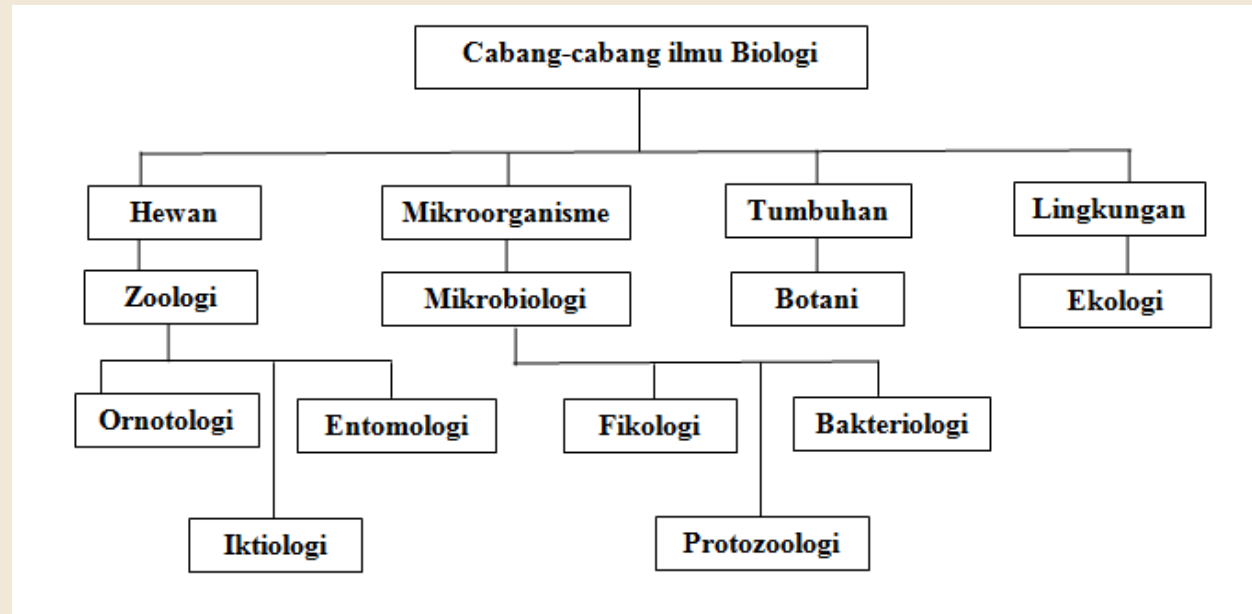 Cabang-cabang ilmu Biologi
Hewan
Mikroorganisme
Tumbuhan
Lingkungan
Zoologi
Mikrobiologi
Botani
Ekologi
Ornotologi
Entomologi
Fikologi
Bakteriologi
Iktiologi
Protozoologi